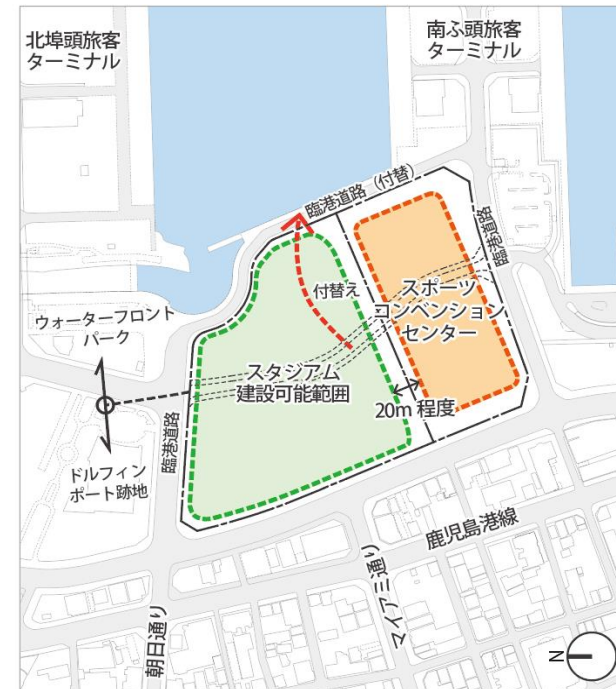 北埠頭旅客
ターミナル
南ふ頭旅客
ターミナル
臨港道路（付替）
臨港道路
付替え
スポーツ
コンベンション
センター
ウォーターフロント
パーク
スタジアム
建設可能範囲
20m 程度
臨港道路
ドルフィン
ポート跡地
鹿児島港線
マイアミ通り
朝日通り
N